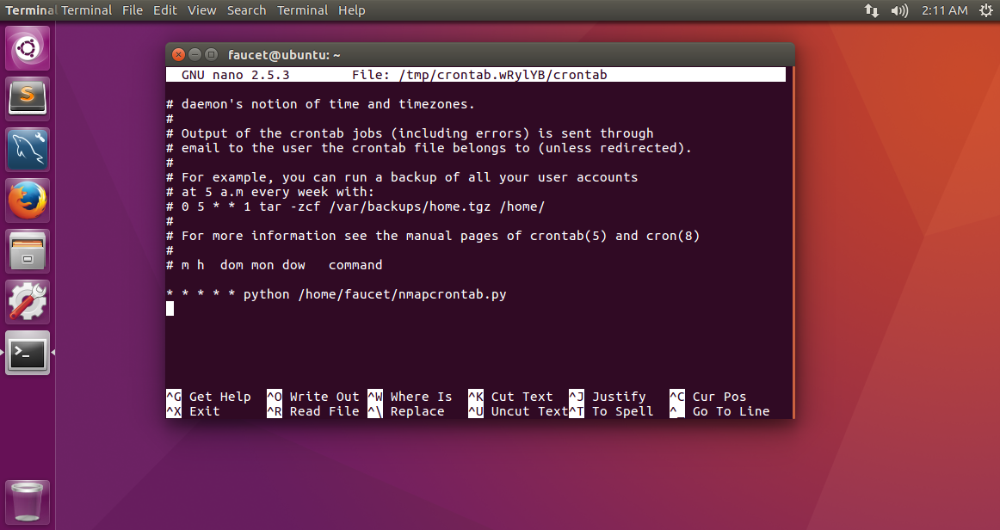 Terminal Terminal File Edit View Search Terminal Help 2:11 AM
faucet@ubuntu: ~
GNU nano 2.5.3 File: /tmp/crontab.wRylYB/crontab
# daemon's notion of time and timezones.
#
# Output of the crontab jobs (including errors) is sent through
# email to the user the crontab file belongs to (unless redirected).
#
# For example, you can run a backup of all your user accounts
# at 5 a.m every week with:
# 0 5 * * 1 tar -zcf /var/backups/home.tgz /home/
#
# For more information see the manual pages of crontab(5) and cron(8)
#
# m h  dom mon dow   command
* * * * * python /home/faucet/nmapcrontab.py
^G Get Help ^O Write Out ^W Where Is ^K Cut Text ^J Justify ^C Cur Pos
^X Exit ^R Read File ^\ Replace ^U Uncut Text ^T To Spell ^_ Go To Line